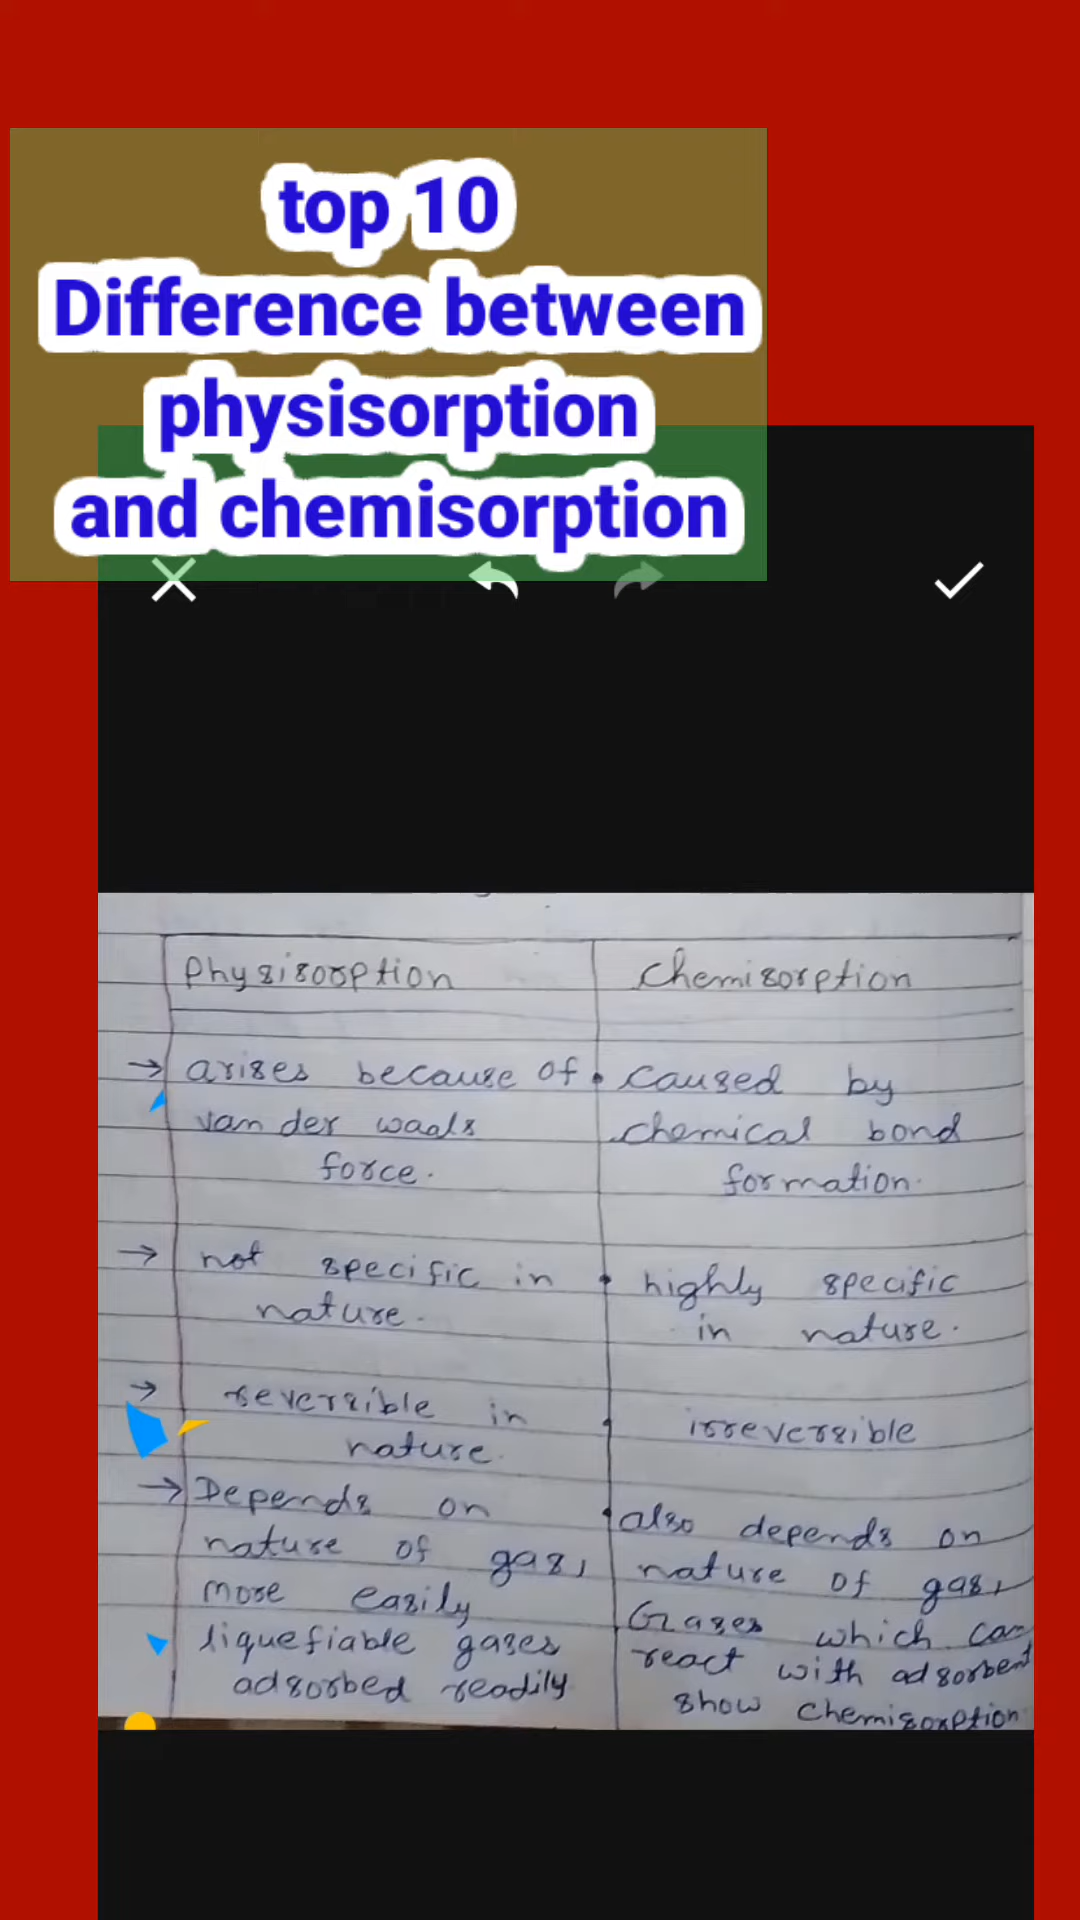 top 10
Difference between
physisorption
and chemisorption
Physisorption
chemisorption
→ arises because of
van der waals
force.
• caused by
chemical bond
formation.
→ not specific in
nature.
• highly specific
in nature.
→ reversible in
nature.
• irreversible
→ Depends on
nature of gas,
more easily
liquefiable gases
adsorbed readily
• also depends on
nature of gas,
Gases which can
react with adsorbent
show chemisorption